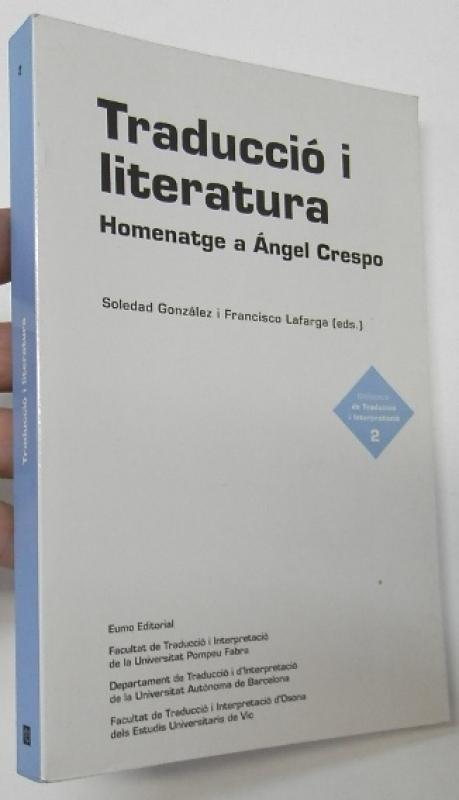 Traducció i
literatura
Homenatge a Ángel Crespo
Soledad González i Francisco Lafarga (eds.)
Biblioteca
de Traducció
i Interpretació
2
Eumo Editorial
Facultat de Traducció i Interpretació
de la Universitat Pompeu Fabra
Departament de Traducció i d'Interpretació
de la Universitat Autònoma de Barcelona
Facultat de Traducció i Interpretació d'Osona
dels Estudis Universitaris de Vic
2
Traducció i literatura